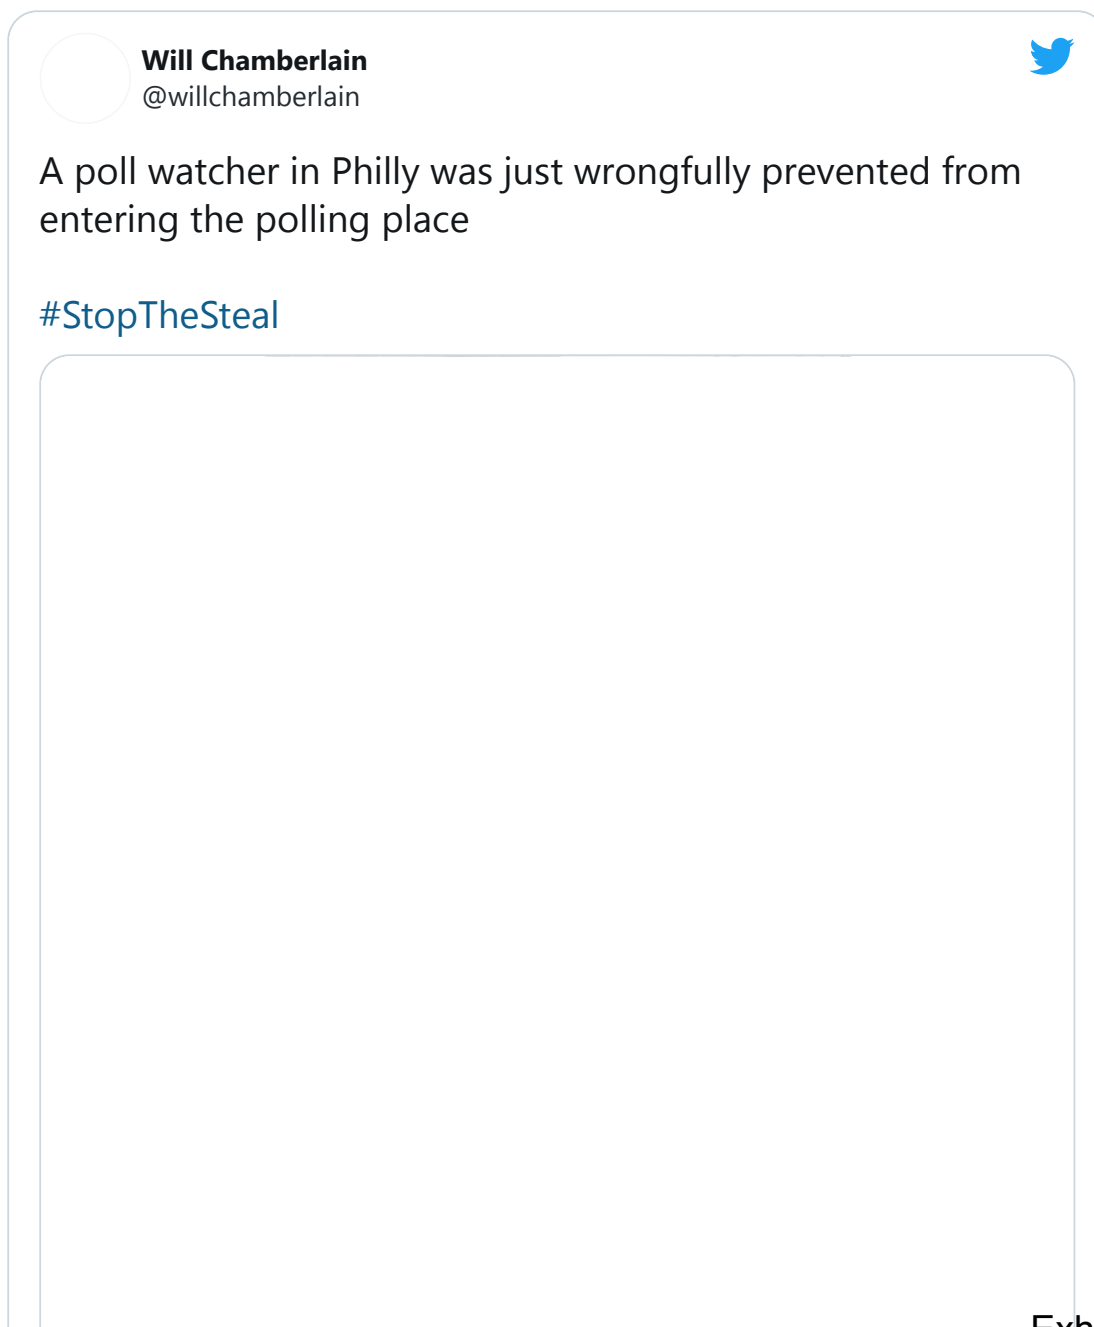 Will Chamberlain
@willchamberlain
A poll watcher in Philly was just wrongfully prevented from
entering the polling place
#StopTheSteal